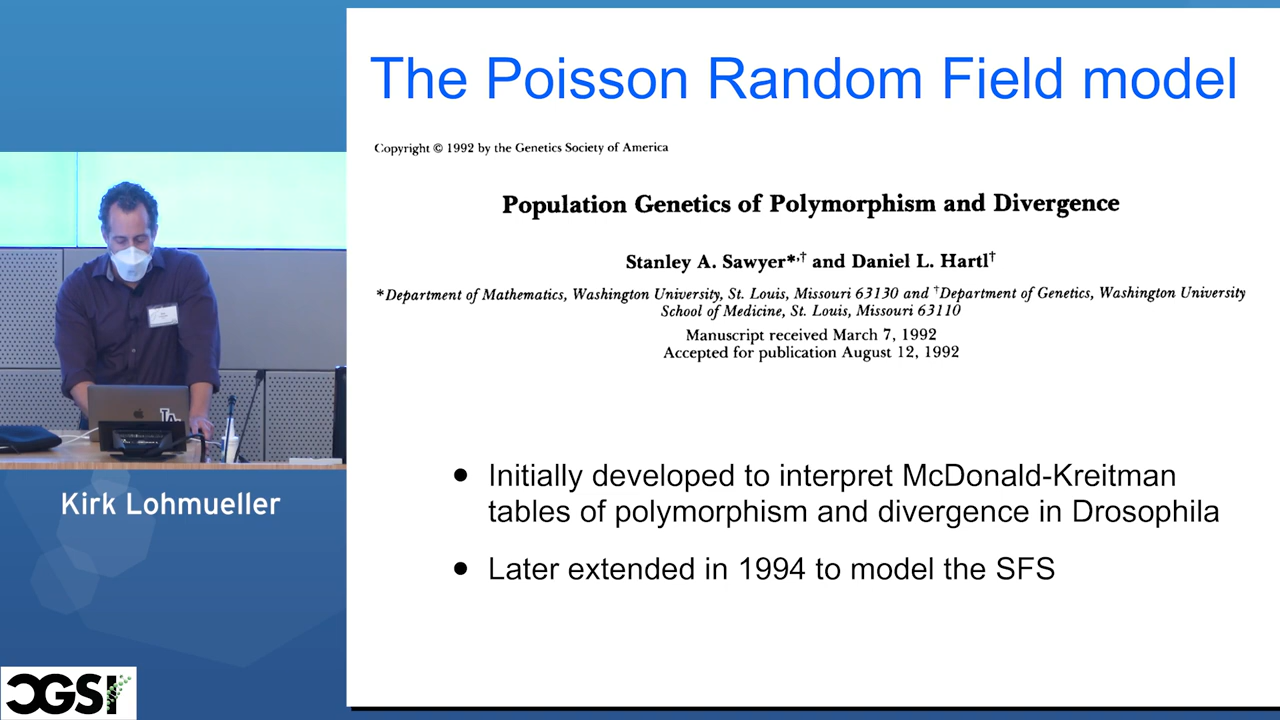 The Poisson Random Field model
Copyright © 1992 by the Genetics Society of America
Population Genetics of Polymorphism and Divergence
Stanley A. Sawyer*,† and Daniel L. Hartl†
*Department of Mathematics, Washington University, St. Louis, Missouri 63130 and †Department of Genetics, Washington University
School of Medicine, St. Louis, Missouri 63110
Manuscript received March 7, 1992
Accepted for publication August 12, 1992
• Initially developed to interpret McDonald-Kreitman
tables of polymorphism and divergence in Drosophila
• Later extended in 1994 to model the SFS
LA
Kirk Lohmueller
CGSI